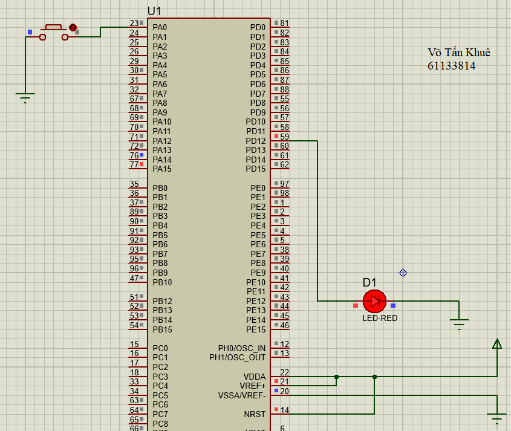 U1
23 PA0 PD0 81
24 PA1 PD1 82
25 PA2 PD2 83
26 PA3 PD3 84
29 PA4 PD4 85
30 PA5 PD5 86
31 PA6 PD6 87
32 PA7 PD7 88
67 PA8 PD8 55
68 PA9 PD9 56
69 PA10 PD10 57
70 PA11 PD11 58
71 PA12 PD12 59
72 PA13 PD13 60
76 PA14 PD14 61
77 PA15 PD15 62
Võ Tấn Khuê
61133814
35 PB0 PE0 97
36 PB1 PE1 98
37 PB2 PE2 1
89 PB3 PE3 2
90 PB4 PE4 3
91 PB5 PE5 4
92 PB6 PE6 5
93 PB7 PE7 38
95 PB8 PE8 39
96 PB9 PE9 40
47 PB10 PE10 41
PE11 42
51 PB12 PE12 43
52 PB13 PE13 44
53 PB14 PE14 45
54 PB15 PE15 46
D1
LED-RED
15 PC0 PH0/OSC_IN 12
16 PC1 PH1/OSC_OUT 13
17 PC2
18 PC3 VDDA 22
33 PC4 VREF+ 21
34 PC5 VSSA/VREF- 20
63 PC6
64 PC7 NRST 14
65 PC8
66 6